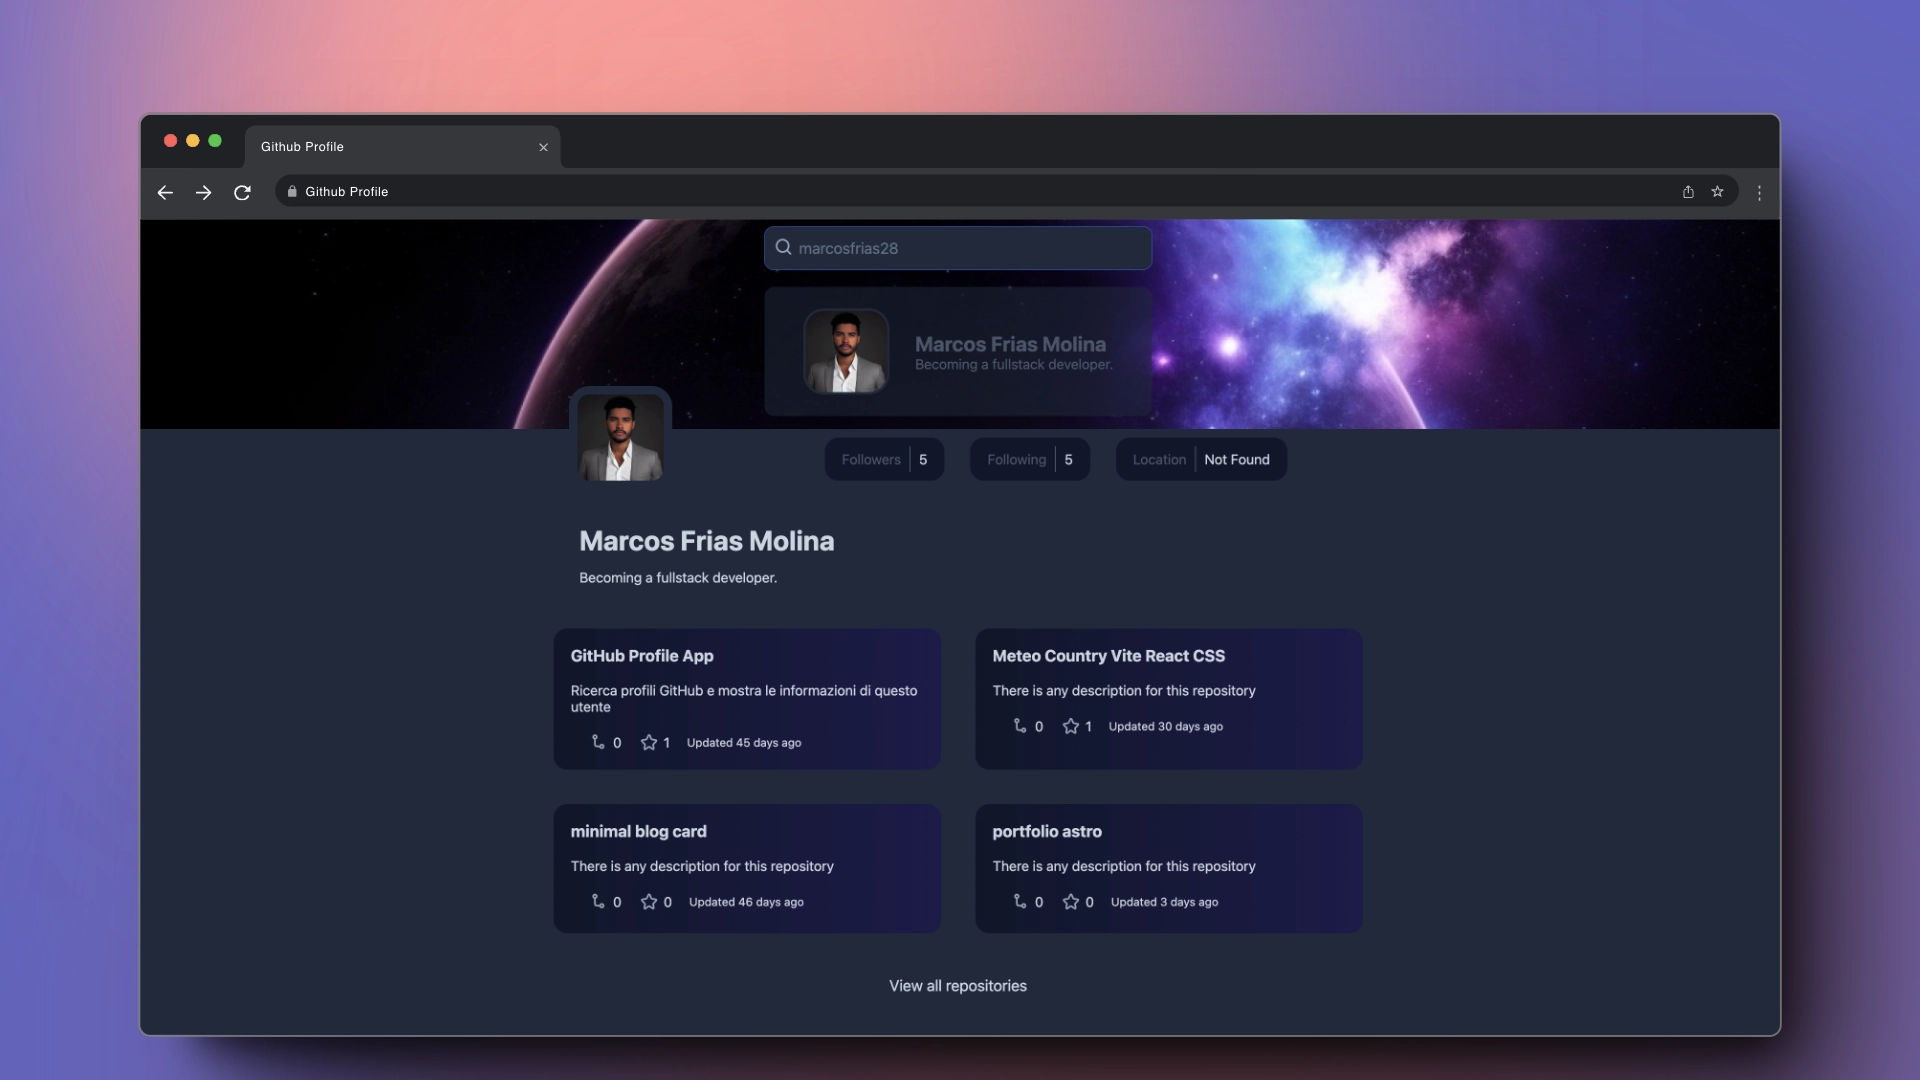 Github Profile
Github Profile
marcosfrias28
Marcos Frias Molina
Becoming a fullstack developer.
Followers 5
Following 5
Location Not Found
Marcos Frias Molina
Becoming a fullstack developer.
GitHub Profile App
Ricerca profili GitHub e mostra le informazioni di questo
utente
0 1 Updated 45 days ago
Meteo Country Vite React CSS
There is any description for this repository
0 1 Updated 30 days ago
minimal blog card
There is any description for this repository
0 0 Updated 46 days ago
portfolio astro
There is any description for this repository
0 0 Updated 3 days ago
View all repositories